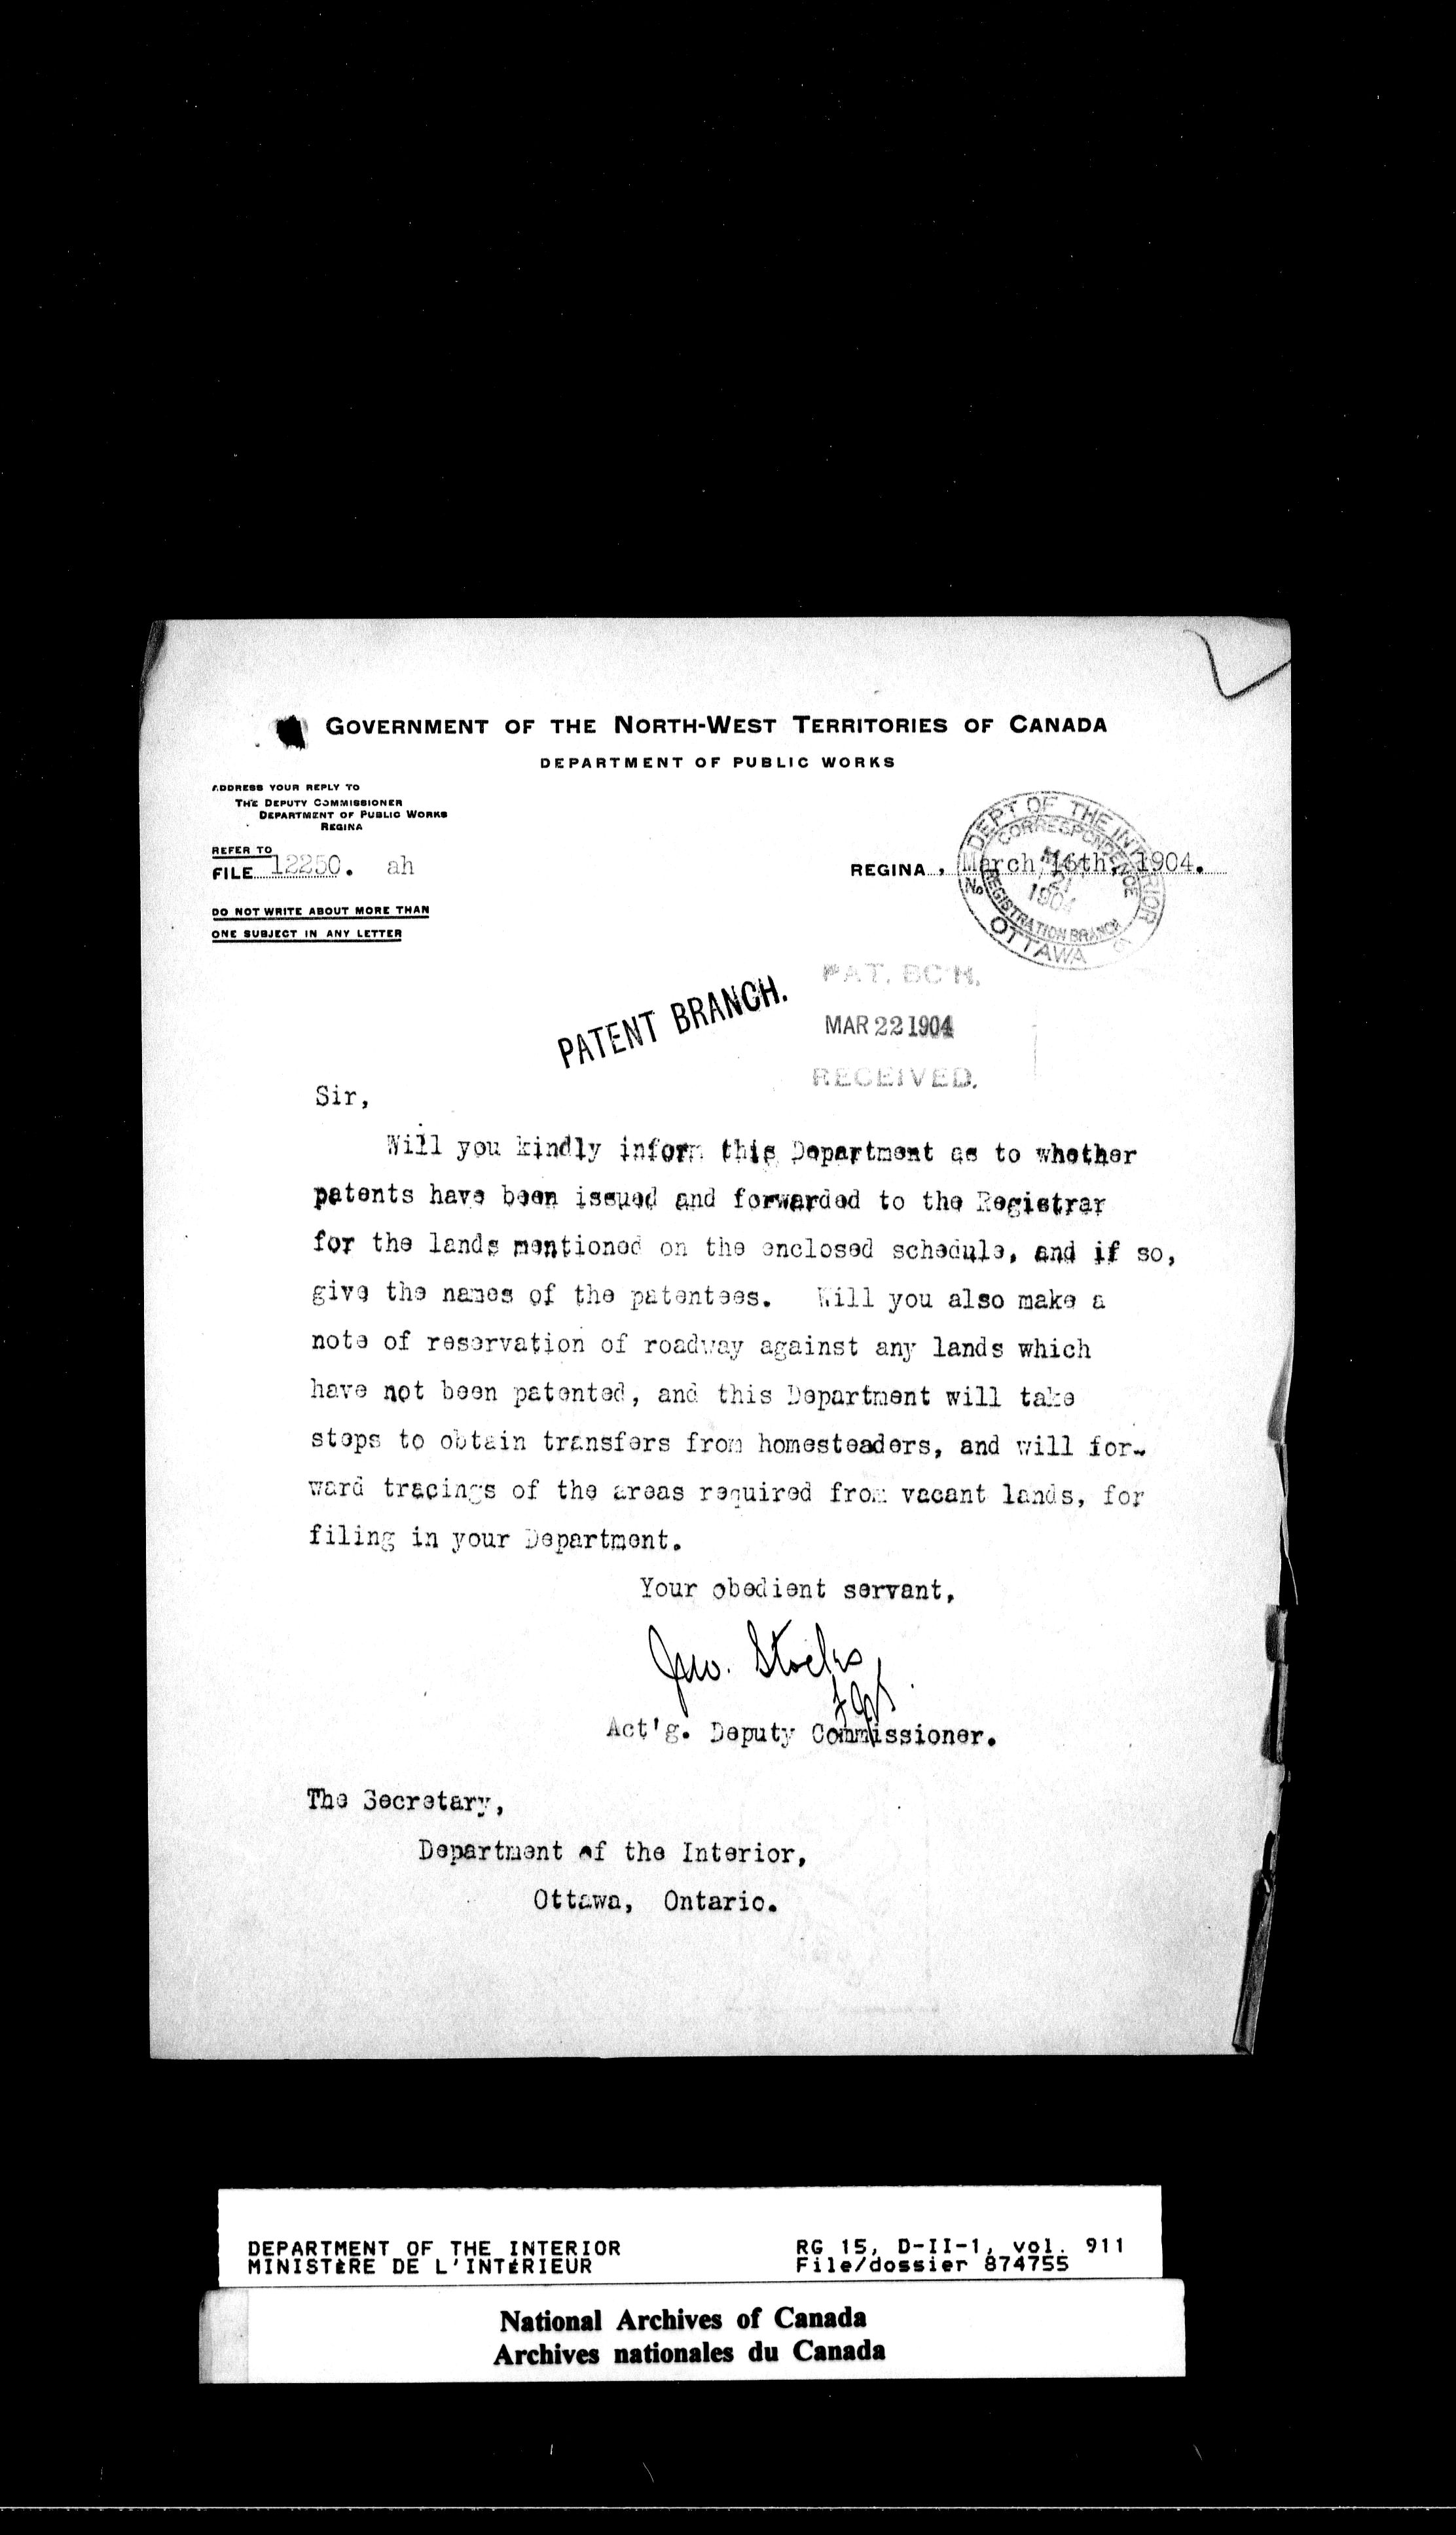 GOVERNMENT OF THE NORTH-WEST TERRITORIES OF CANADA
DEPARTMENT OF PUBLIC WORKS
ADDRESS YOUR REPLY TO
THE DEPUTY COMMISSIONER
DEPARTMENT OF PUBLIC WORKS
REGINA
REFER TO
FILE 12250. ah
REGINA, March 16th, 1904.
DO NOT WRITE ABOUT MORE THAN
ONE SUBJECT IN ANY LETTER
DEPT OF THE INTERIOR
CORRESPONDENCE
No
21
1904
REGISTRATION BRANCH
OTTAWA
PATENT BRANCH.
PAT. BCH.
MAR 22 1904
RECEIVED.
Sir,
Will you kindly inform this Department as to whether
patents have been issued and forwarded to the Registrar
for the lands mentioned on the enclosed schedule, and if so,
give the names of the patentees. Will you also make a
note of reservation of roadway against any lands which
have not been patented, and this Department will take
steps to obtain transfers from homesteaders, and will for-
ward tracings of the areas required from vacant lands, for
filing in your Department.
Your obedient servant,
Jno. Stocks
Act'g. Deputy Commissioner.
The Secretary,
Department of the Interior,
Ottawa, Ontario.
DEPARTMENT OF THE INTERIOR
MINISTÈRE DE L'INTÉRIEUR
RG 15, D-II-1, vol. 911
File/dossier 874755
National Archives of Canada
Archives nationales du Canada